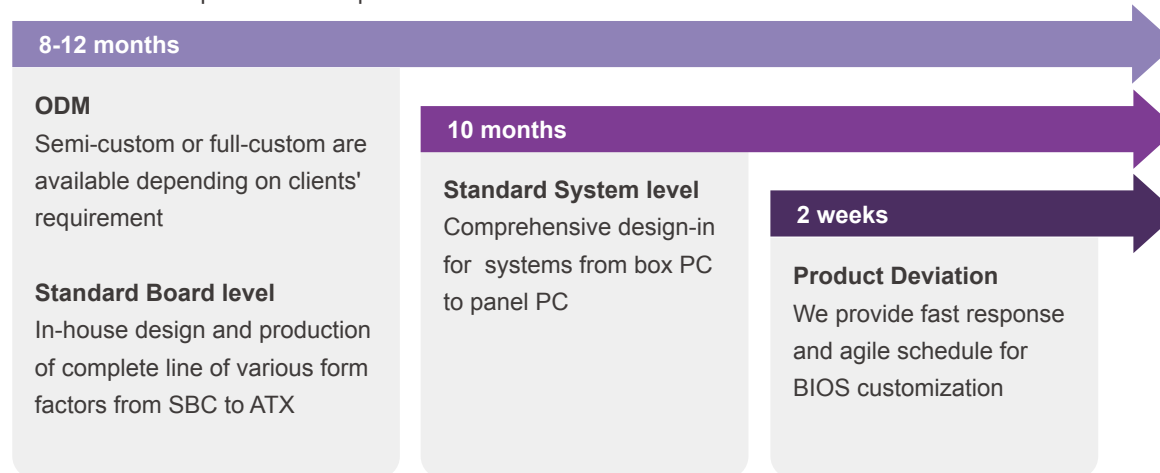 8-12 months
ODM
Semi-custom or full-custom are
available depending on clients'
requirement
Standard Board level
In-house design and production
of complete line of various form
factors from SBC to ATX
10 months
Standard System level
Comprehensive design-in
for systems from box PC
to panel PC
2 weeks
Product Deviation
We provide fast response
and agile schedule for
BIOS customization